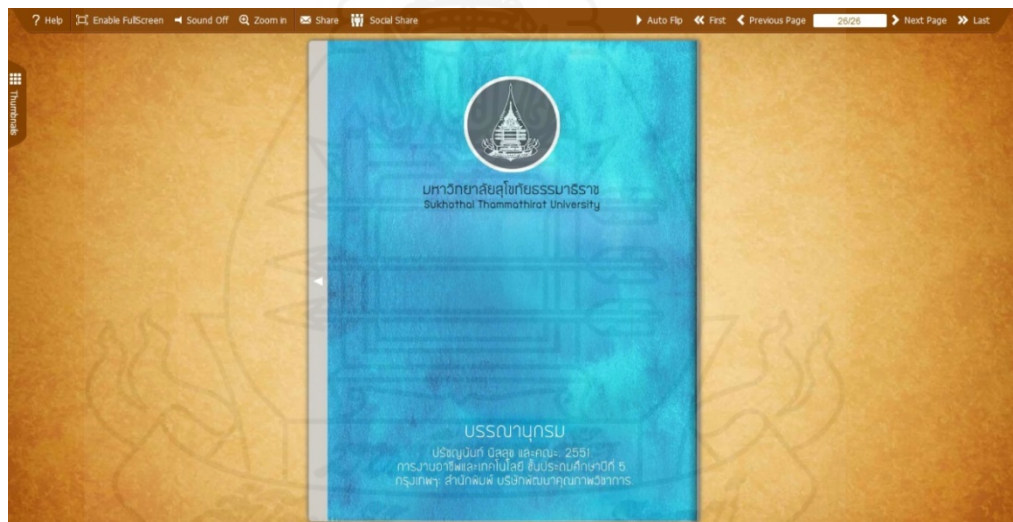 Help Enable FullScreen Sound Off Zoom in Share Social Share Auto Flip First Previous Page 26/26 Next Page Last
Thumbnails
มหาวิทยาลัยสุโขทัยธรรมาธิราช
Sukhothai Thammathirat University
บรรณานุกรม
ปรัชญนันท์ นิลสุข และคณะ. 2551.
การงานอาชีพและเทคโนโลยี ชั้นประถมศึกษาปีที่ 5.
กรุงเทพฯ: สำนักพิมพ์ บริษัทพัฒนาคุณภาพวิชาการ.